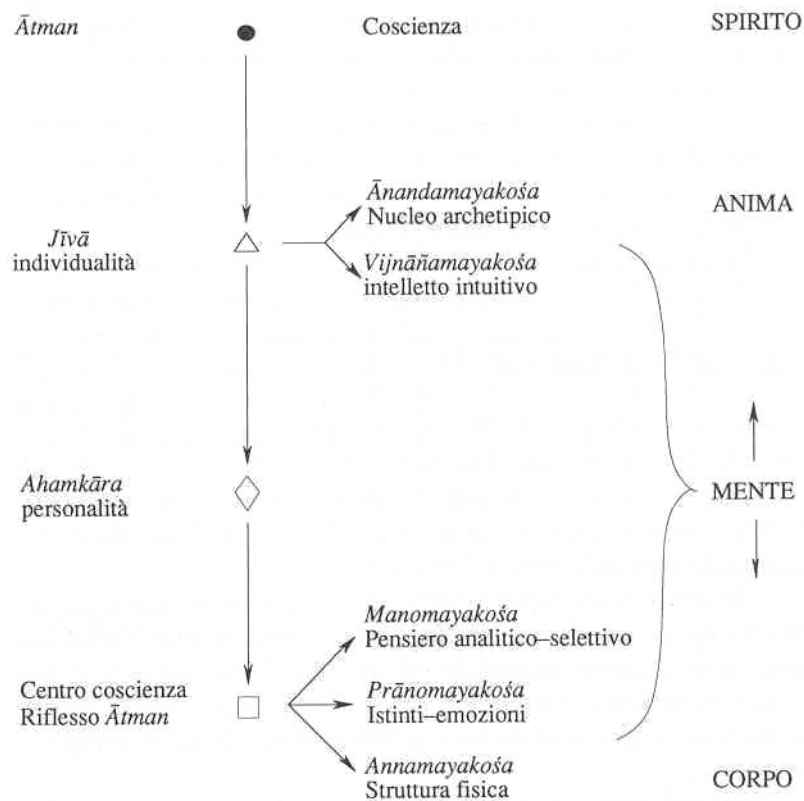 Ātman
Coscienza
SPIRITO
Ānandamayakośa
Nucleo archetipico
ANIMA
Jīvā
individualità
Vijnāñamayakośa
intelletto intuitivo
Ahamkāra
personalità
MENTE
Manomayakośa
Pensiero analitico–selettivo
Centro coscienza
Riflesso Ātman
Prānomayakośa
Istinti–emozioni
Annamayakośa
Struttura fisica
CORPO